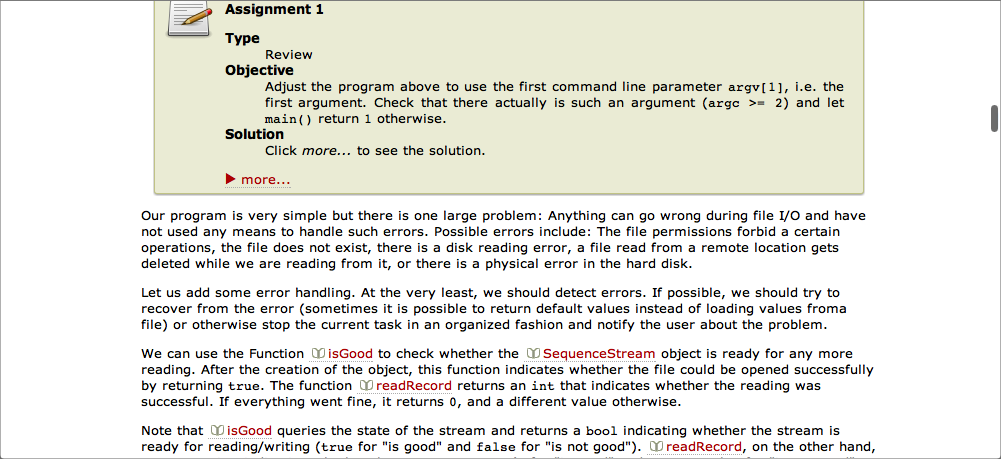 Assignment 1
Type
Review
Objective
Adjust the program above to use the first command line parameter argv[1], i.e. the
first argument. Check that there actually is such an argument (argc >= 2) and let
main() return 1 otherwise.
Solution
Click more... to see the solution.
more...
Our program is very simple but there is one large problem: Anything can go wrong during file I/O and have
not used any means to handle such errors. Possible errors include: The file permissions forbid a certain
operations, the file does not exist, there is a disk reading error, a file read from a remote location gets
deleted while we are reading from it, or there is a physical error in the hard disk.
Let us add some error handling. At the very least, we should detect errors. If possible, we should try to
recover from the error (sometimes it is possible to return default values instead of loading values froma
file) or otherwise stop the current task in an organized fashion and notify the user about the problem.
We can use the Function isGood to check whether the SequenceStream object is ready for any more
reading. After the creation of the object, this function indicates whether the file could be opened successfully
by returning true. The function readRecord returns an int that indicates whether the reading was
successful. If everything went fine, it returns 0, and a different value otherwise.
Note that isGood queries the state of the stream and returns a bool indicating whether the stream is
ready for reading/writing (true for "is good" and false for "is not good"). readRecord, on the other hand,